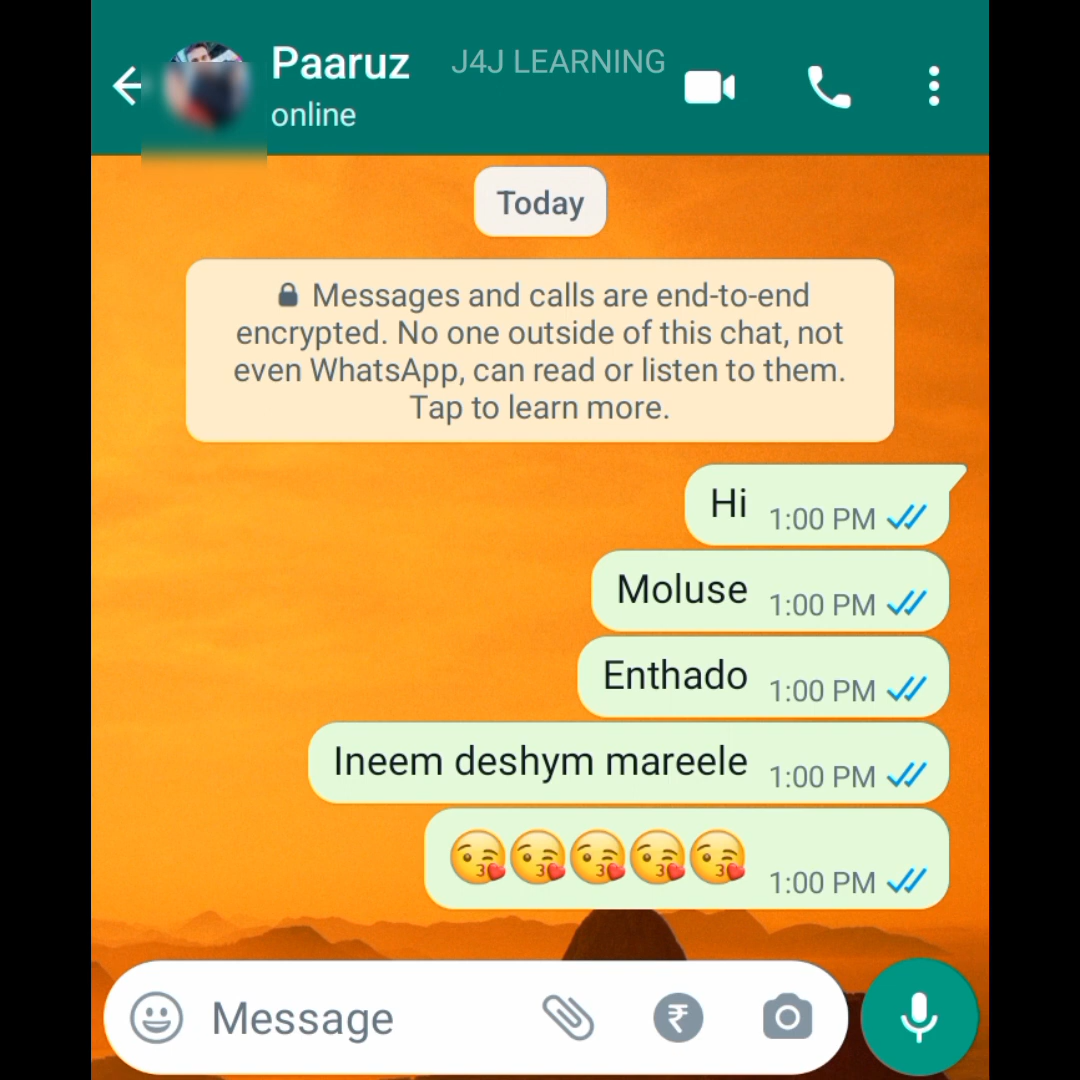 Paaruz
J4J LEARNING
online
Today
Messages and calls are end-to-end
encrypted. No one outside of this chat, not
even WhatsApp, can read or listen to them.
Tap to learn more.
Hi 1:00 PM
Moluse 1:00 PM
Enthado 1:00 PM
Ineem deshym mareele 1:00 PM
😘😘😘😘😘 1:00 PM
Message